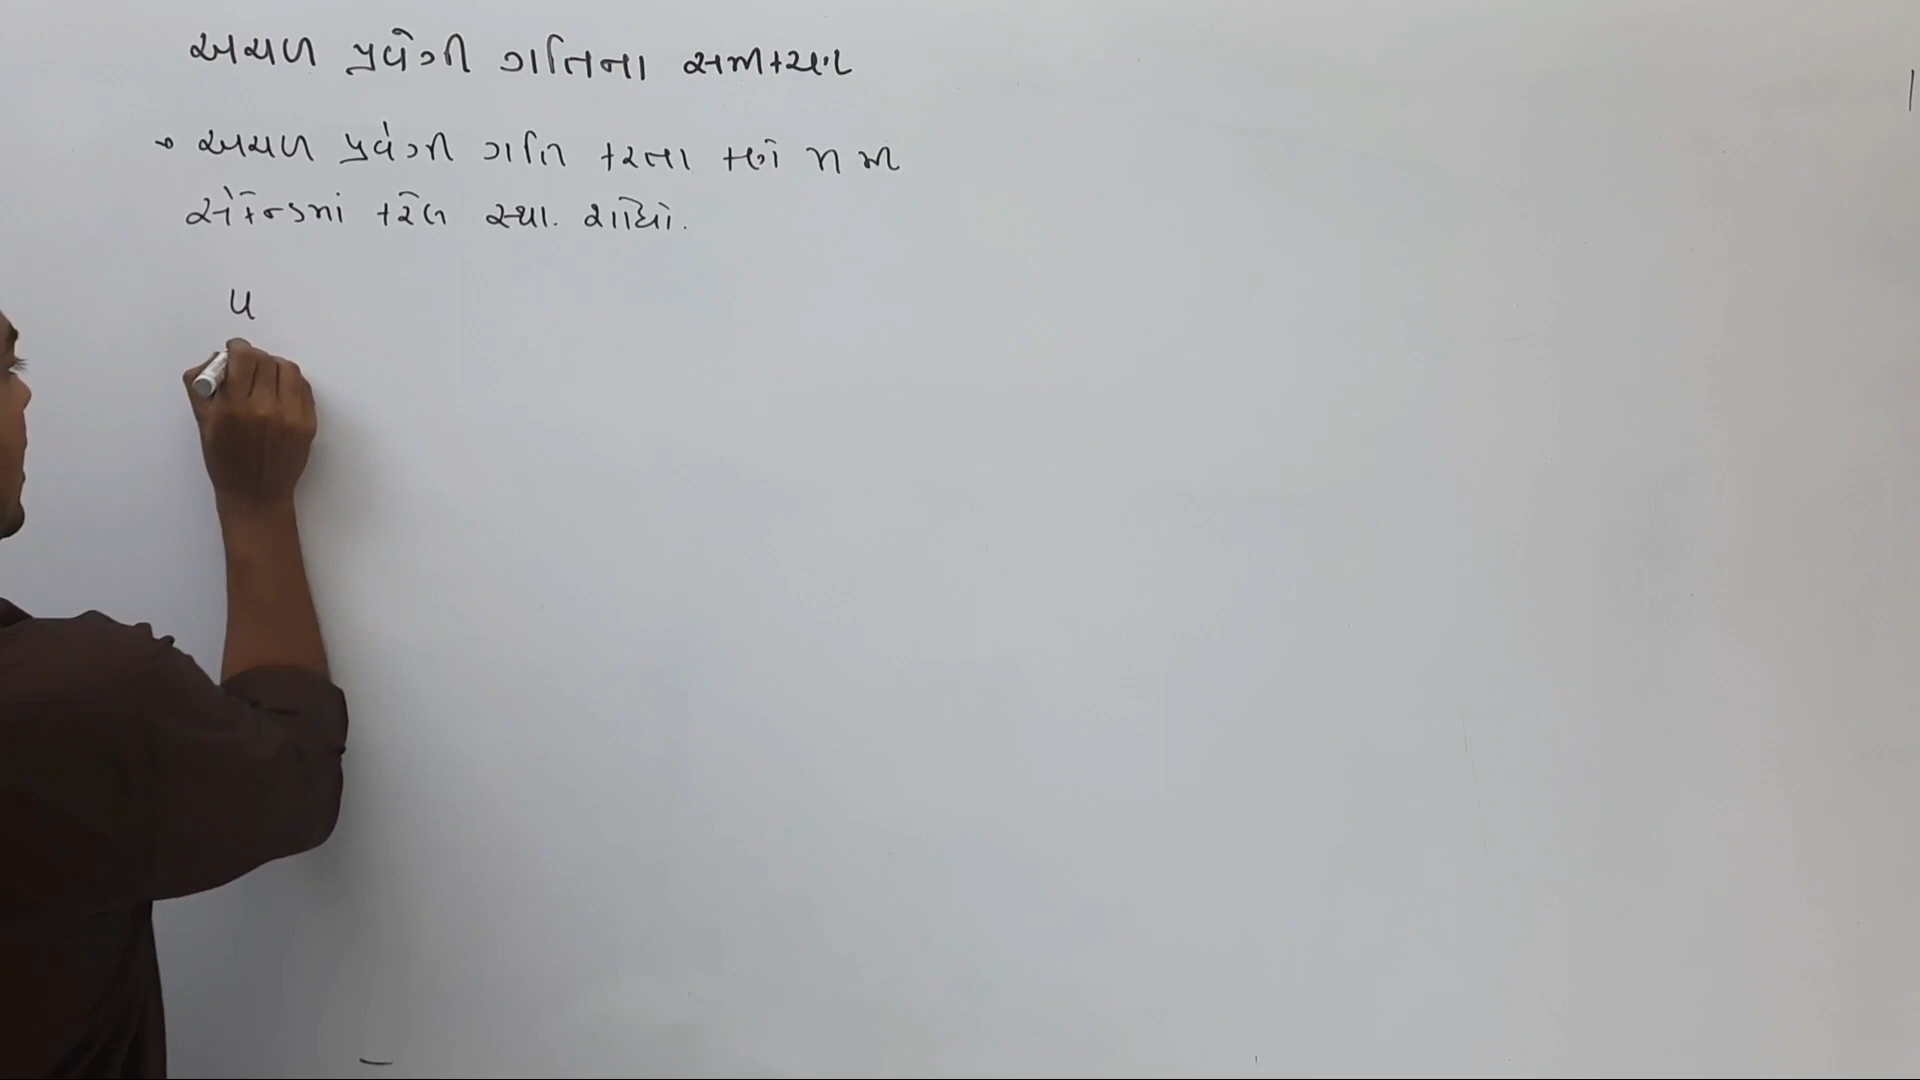 અચળ પ્રવેગી ગતિના સમીકરણ
→ અચળ પ્રવેગી ગતિ કરતા કણે n મી
સેકન્ડમાં કરેલ સ્થા. શોધો.
u